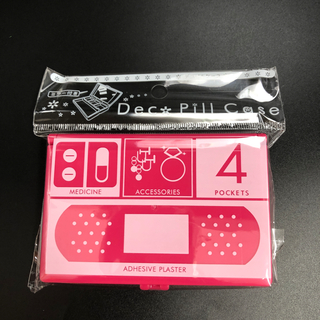 Deco Pill Case
4
MEDICINE
ACCESSORIES
POCKETS
ADHESIVE PLASTER